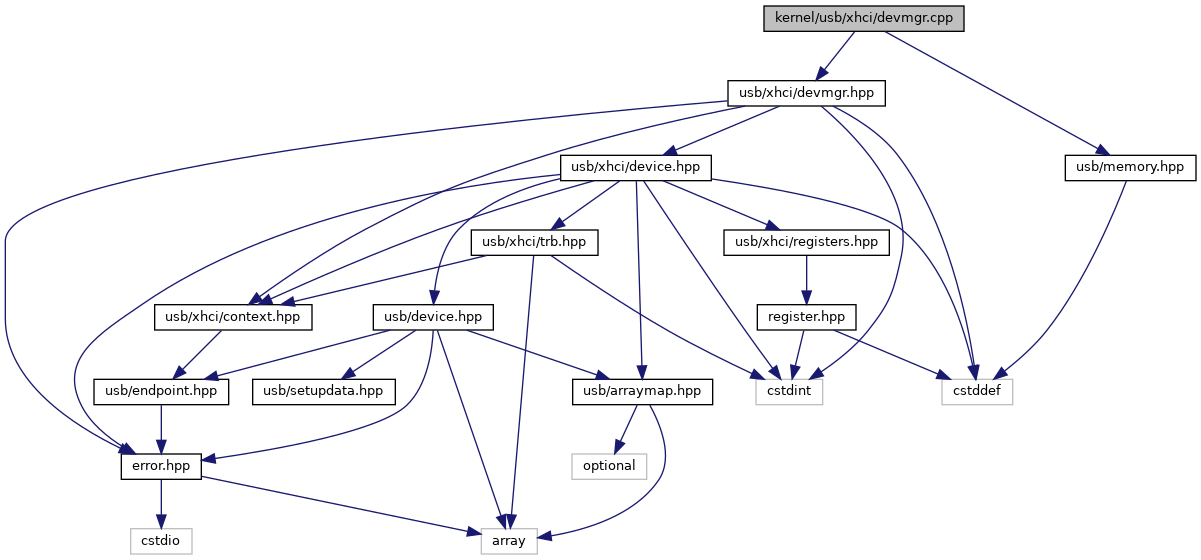 kernel/usb/xhci/devmgr.cpp
usb/xhci/devmgr.hpp
usb/xhci/device.hpp
usb/memory.hpp
usb/xhci/trb.hpp
usb/xhci/registers.hpp
usb/xhci/context.hpp
usb/device.hpp
register.hpp
usb/endpoint.hpp
usb/setupdata.hpp
usb/arraymap.hpp
cstdint
cstddef
error.hpp
optional
cstdio
array